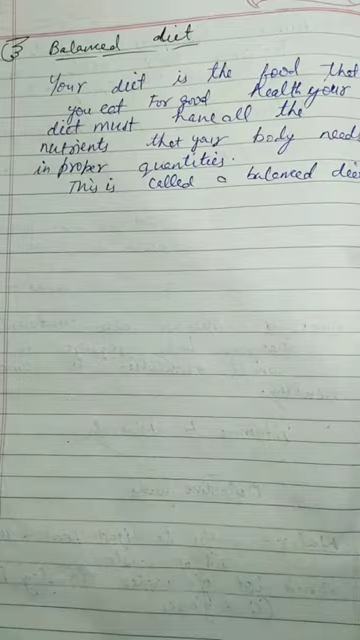 ③ Balanced diet
Your diet is the food that
you eat For good health your
diet must have all the
nutrients that your body needs
in proper quantities.
This is called a balanced diet